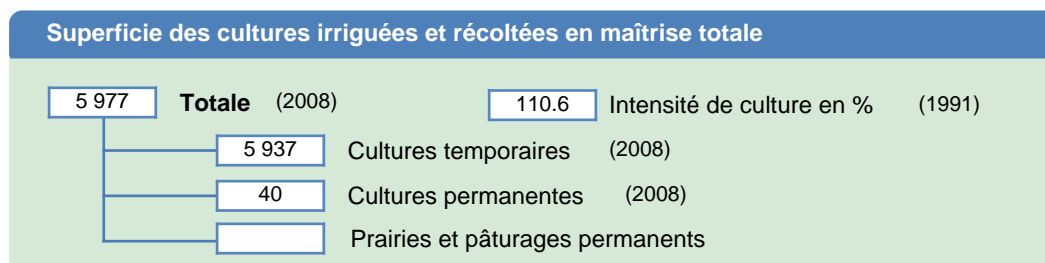 Superficie des cultures irriguées et récoltées en maîtrise totale
5 977 Totale (2008) 110.6 Intensité de culture en % (1991)
5 937 Cultures temporaires (2008)
40 Cultures permanentes (2008)
Prairies et pâturages permanents